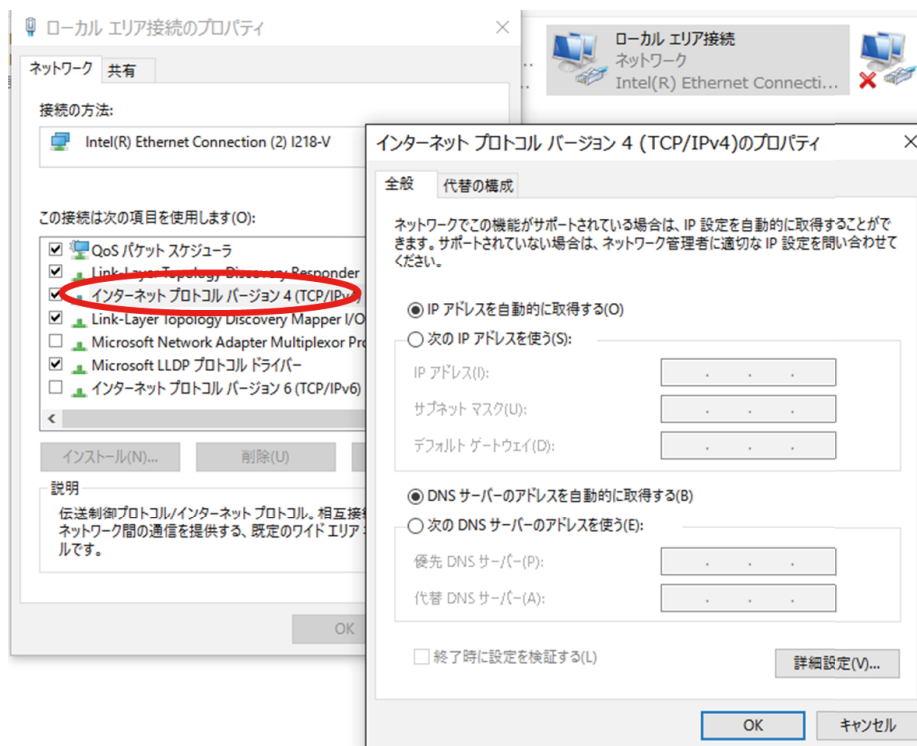 ローカル エリア接続のプロパティ
ネットワーク
共有
接続の方法:
Intel(R) Ethernet Connection (2) I218-V
この接続は次の項目を使用します(O):
QoS パケット スケジューラ
Link-Layer Topology Discovery Responder
インターネット プロトコル バージョン 4 (TCP/IPv4)
Link-Layer Topology Discovery Mapper I/O
Microsoft Network Adapter Multiplexor Pr
Microsoft LLDP プロトコル ドライバー
インターネット プロトコル バージョン 6 (TCP/IPv6)
インストール(N)...
削除(U)
説明
伝送制御プロトコル/インターネット プロトコル。相互接
ネットワーク間の通信を提供する、既定のワイド エリア
ルです。
OK
ローカル エリア接続
ネットワーク
Intel(R) Ethernet Connecti...
インターネット プロトコル バージョン 4 (TCP/IPv4)のプロパティ
全般
代替の構成
ネットワークでこの機能がサポートされている場合は、IP 設定を自動的に取得することがで
きます。サポートされていない場合は、ネットワーク管理者に適切な IP 設定を問い合わせて
ください。
IP アドレスを自動的に取得する(O)
次の IP アドレスを使う(S):
IP アドレス(I):
サブネット マスク(U):
デフォルト ゲートウェイ(D):
DNS サーバーのアドレスを自動的に取得する(B)
次の DNS サーバーのアドレスを使う(E):
優先 DNS サーバー(P):
代替 DNS サーバー(A):
終了時に設定を検証する(L)
詳細設定(V)...
OK
キャンセル